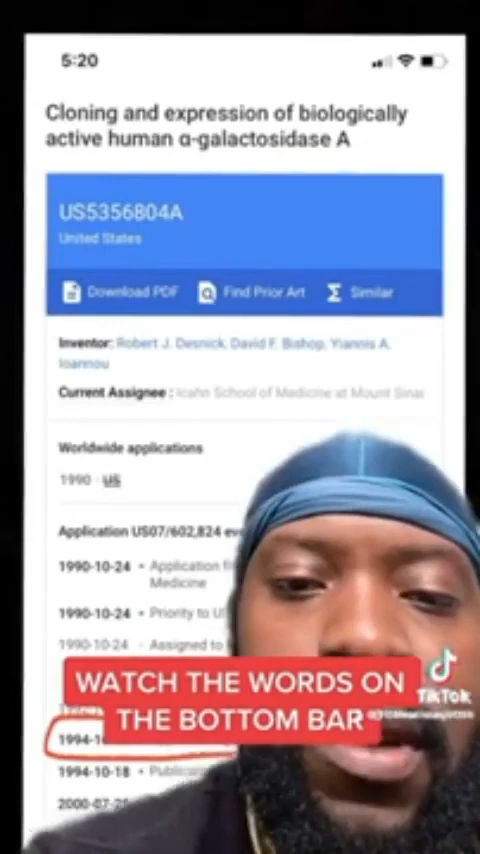 5:20
Cloning and expression of biologically
active human α-galactosidase A
US5356804A
United States
Download PDF Find Prior Art Similar
Inventor: Robert J. Desnick, David F. Bishop, Yiannis A.
Ioannou
Current Assignee : Icahn School of Medicine at Mount Sinai
Worldwide applications
1990 · US
Application US07/602,824
1990-10-24 • Application
Medicine
1990-10-24 • Priority to
1990-10-24 • Assigned to
WATCH THE WORDS ON
THE BOTTOM BAR
TikTok
1994-10-18
2000-07